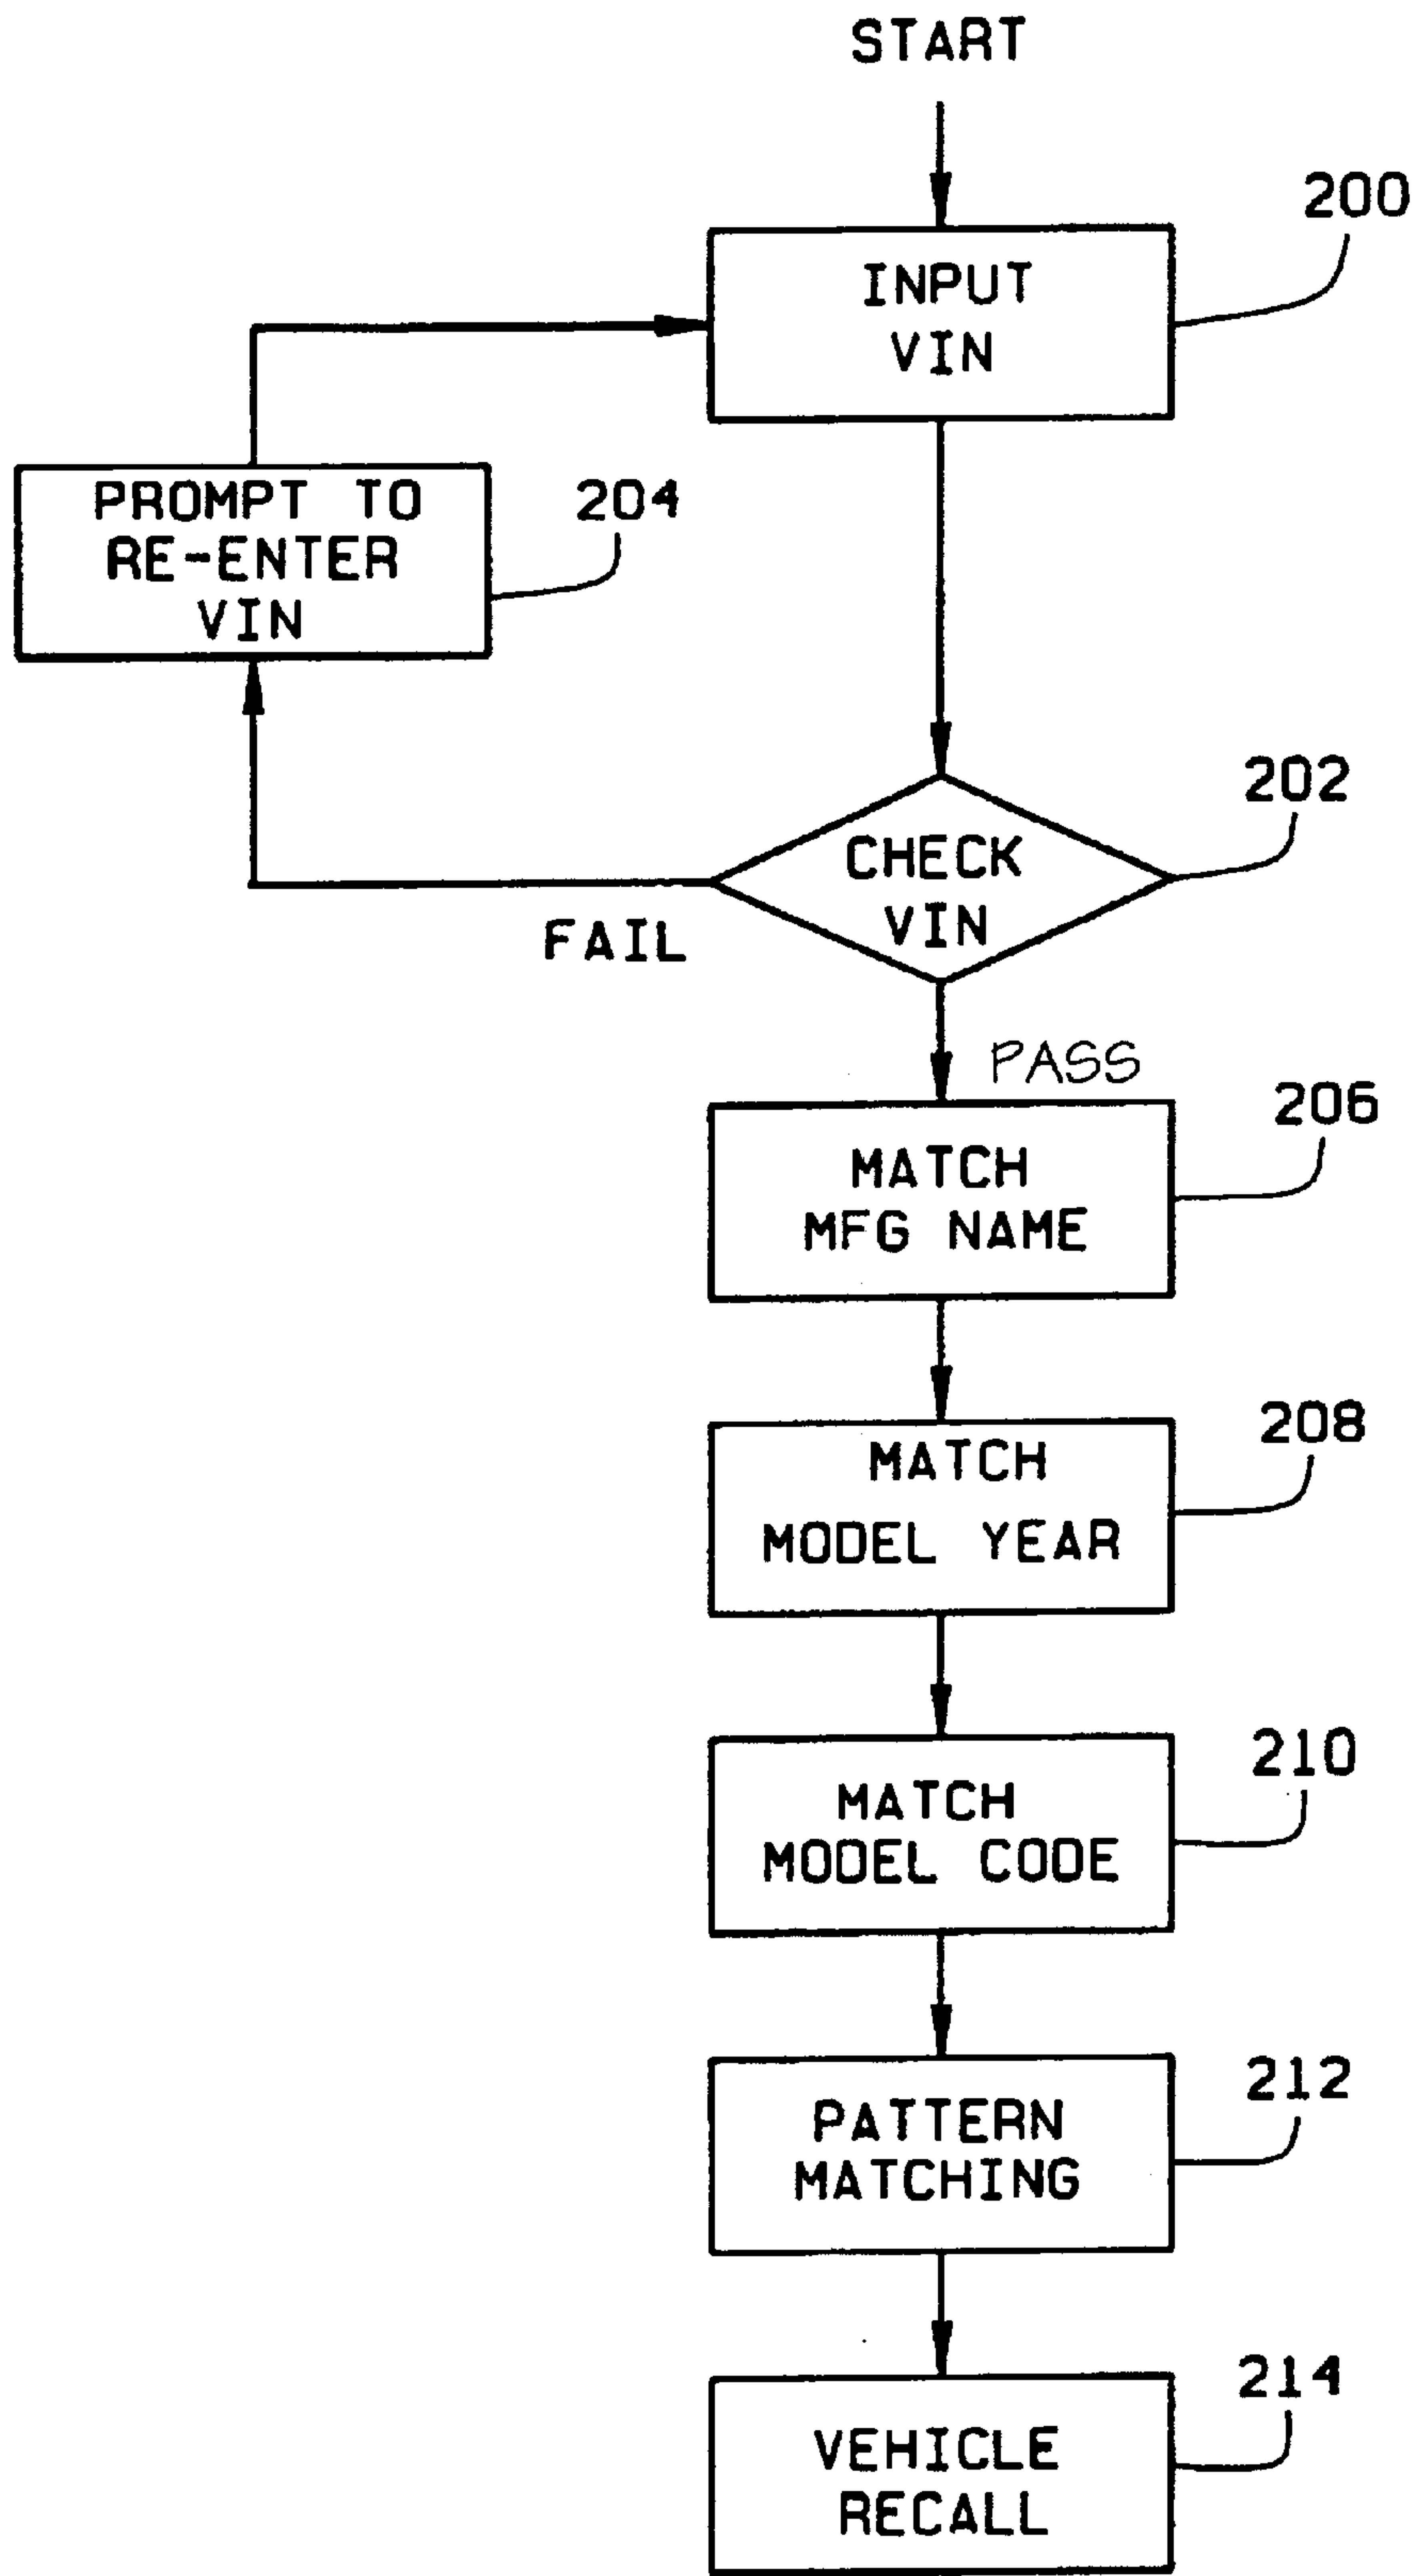 START
200
INPUT
VIN
PROMPT TO
RE-ENTER
VIN
204
202
CHECK
VIN
FAIL
PASS
206
MATCH
MFG NAME
208
MATCH
MODEL YEAR
210
MATCH
MODEL CODE
212
PATTERN
MATCHING
214
VEHICLE
RECALL